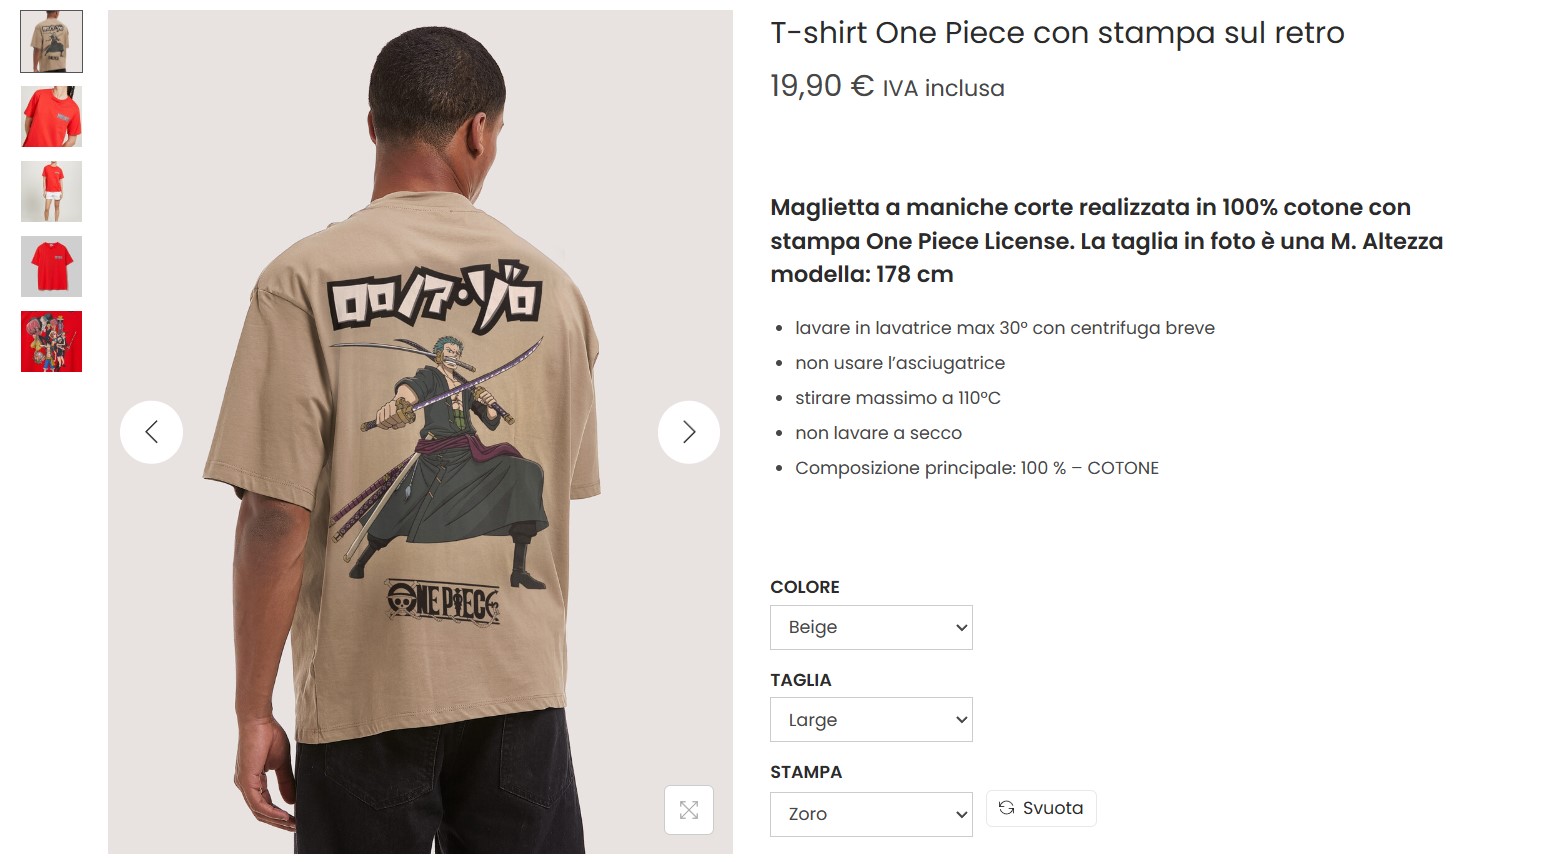 T-shirt One Piece con stampa sul retro
19,90 € IVA inclusa
Maglietta a maniche corte realizzata in 100% cotone con
stampa One Piece License. La taglia in foto è una M. Altezza
modella: 178 cm
lavare in lavatrice max 30° con centrifuga breve
non usare l’asciugatrice
stirare massimo a 110°C
non lavare a secco
Composizione principale: 100 % – COTONE
COLORE
Beige
TAGLIA
Large
STAMPA
Zoro
Svuota
ロロノア・ゾロ
ONE PIECE